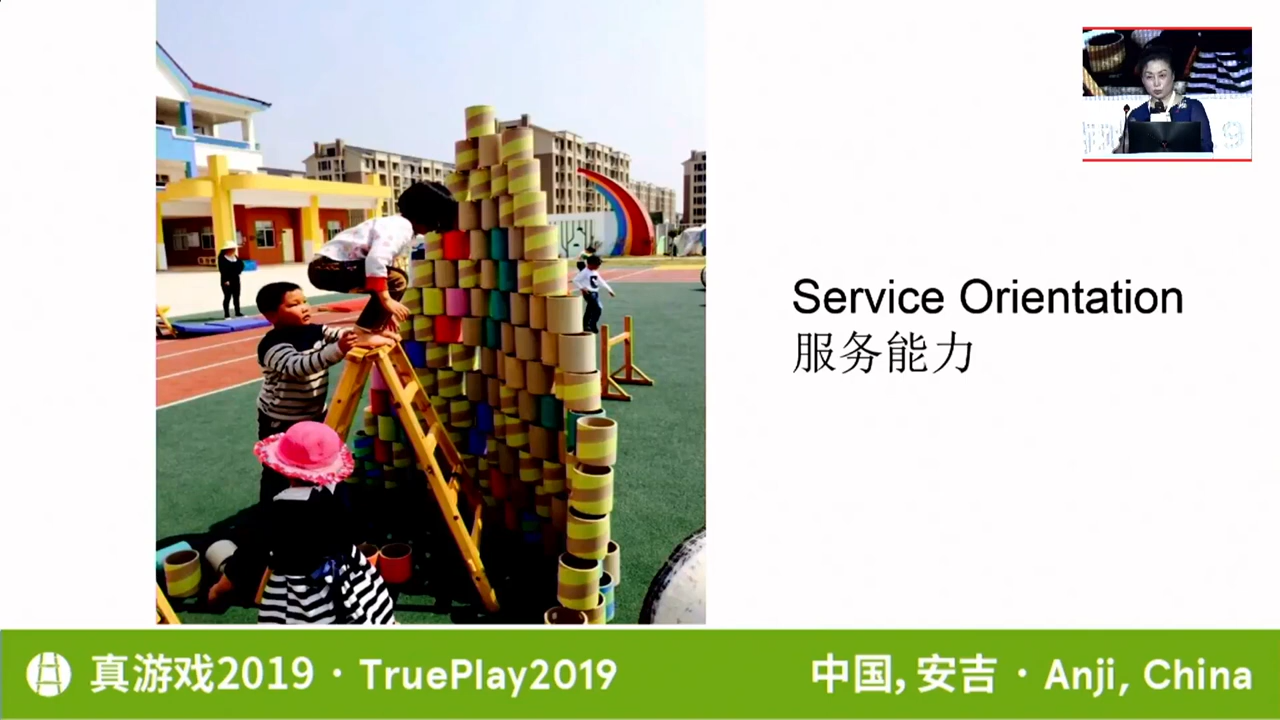 Service Orientation
服务能力
真游戏2019 · TruePlay2019
中国,安吉 · Anji, China